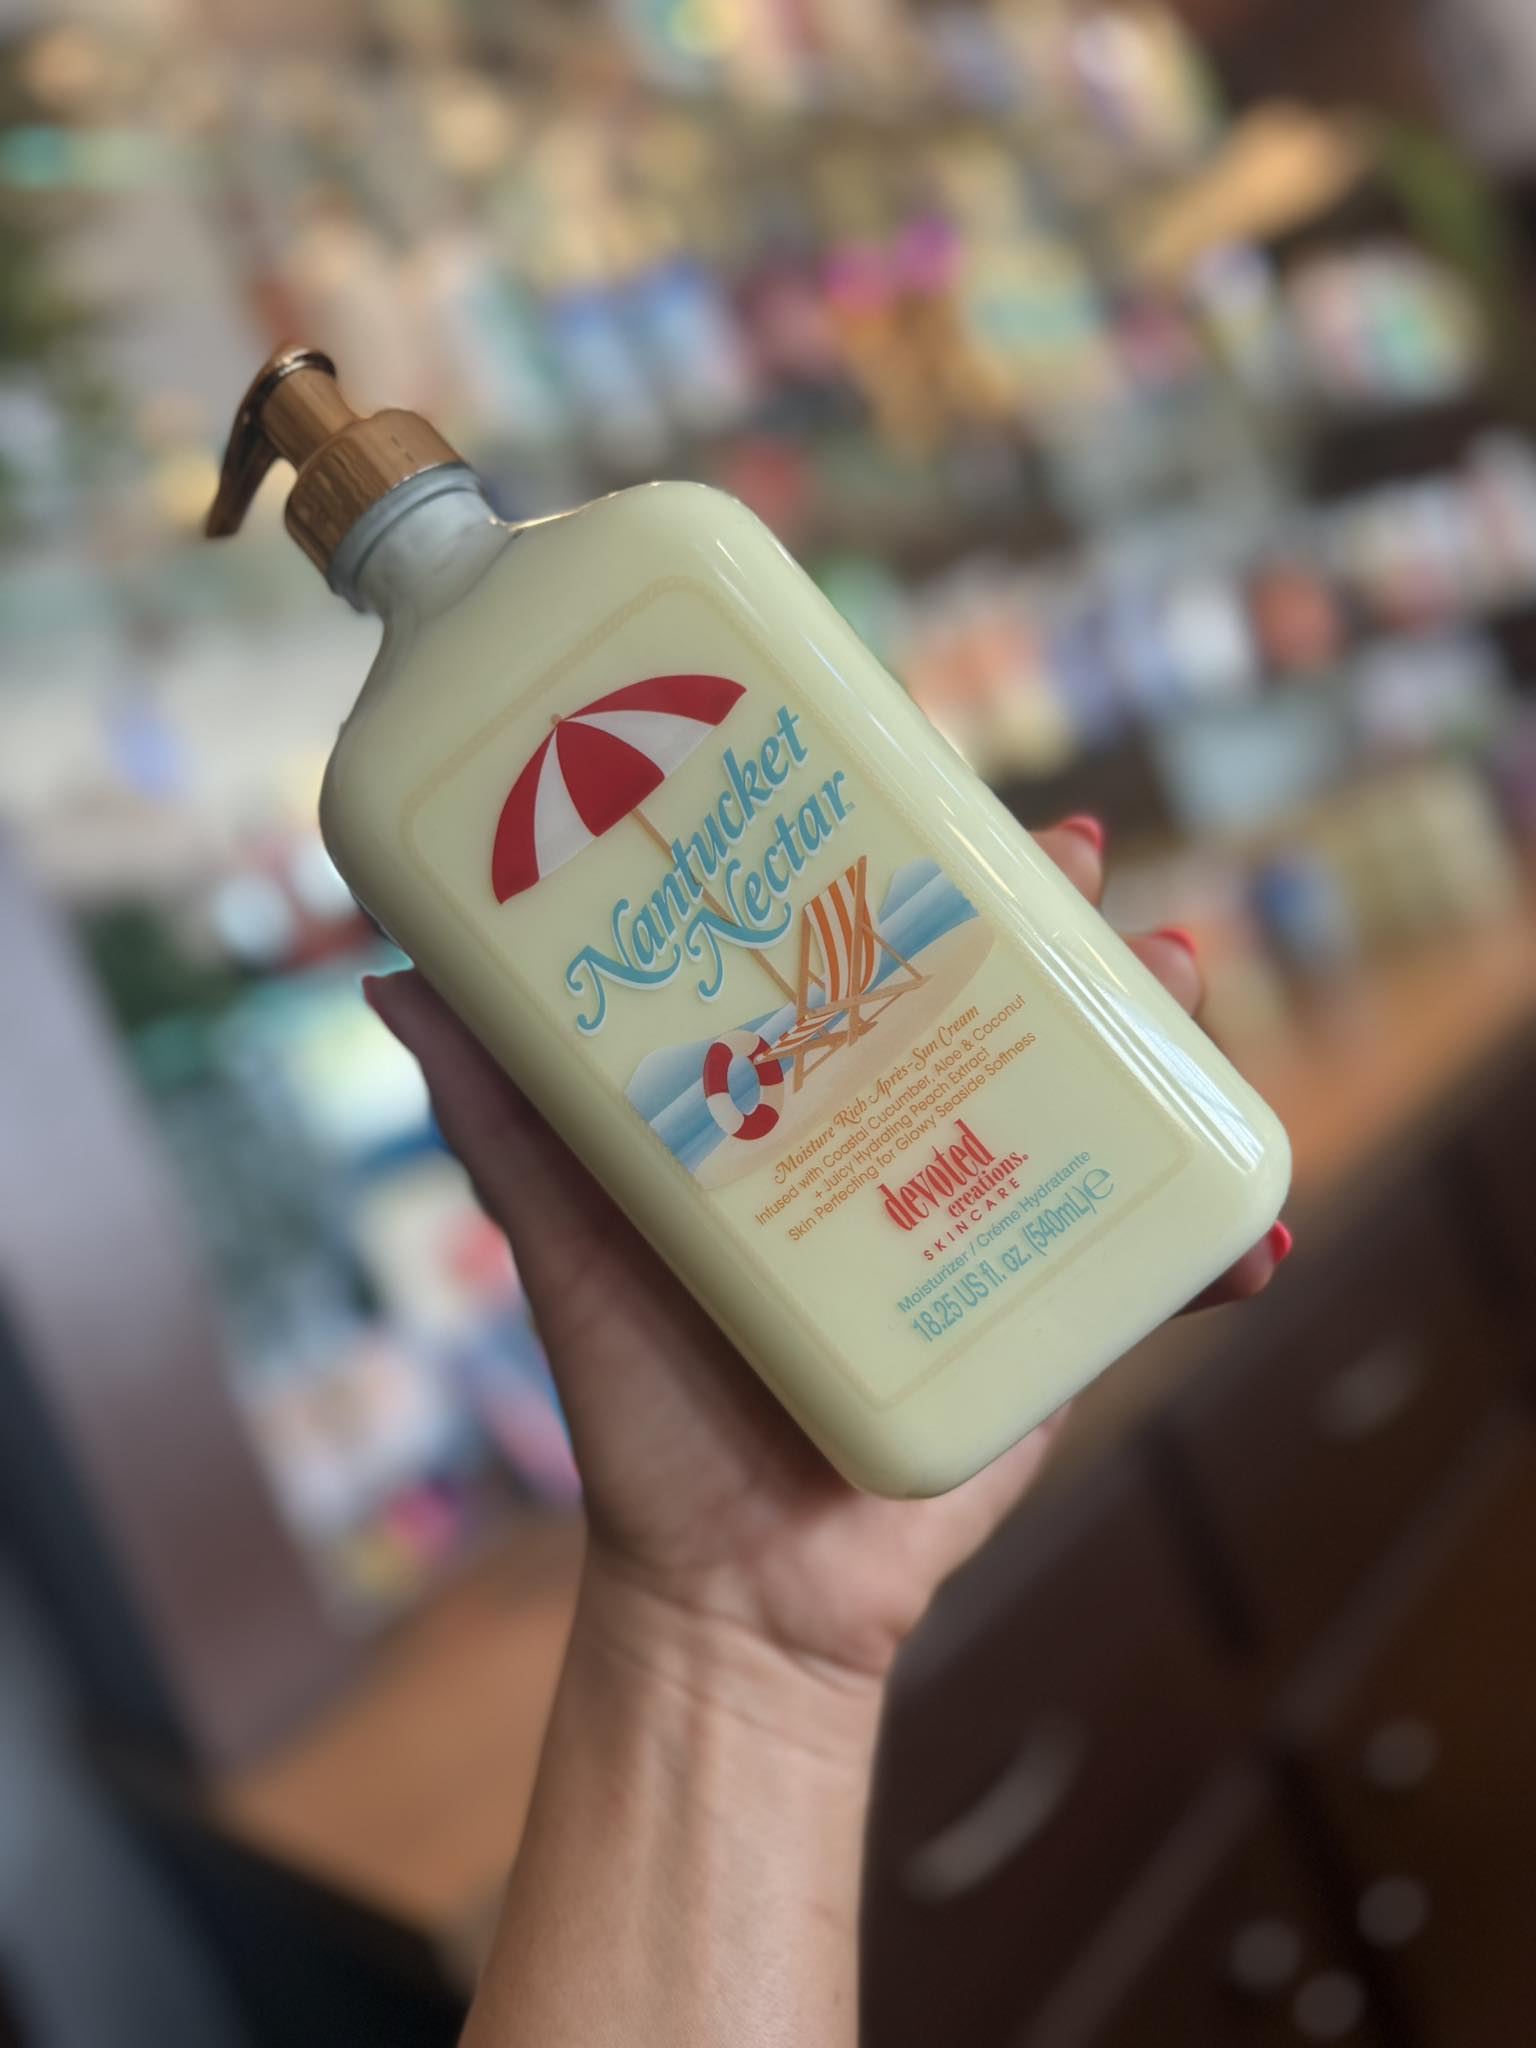 Nantucket
Nectar™
Moisture Rich Après-Sun Cream
Infused with Coastal Cucumber, Aloe & Coconut
+ Juicy Hydrating Peach Extract
Skin Perfecting for Glowy Seaside Softness
devoted
creations®
SKINCARE
Moisturizer / Crème Hydratante
18.25 US fl. oz. (540mL) ℮